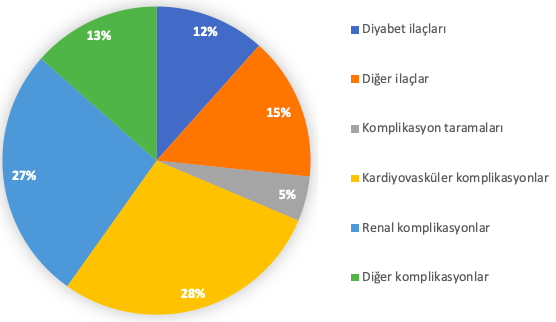 12%
15%
5%
28%
27%
13%
Diyabet ilaçları
Diğer ilaçlar
Komplikasyon taramaları
Kardiyovasküler komplikasyonlar
Renal komplikasyonlar
Diğer komplikasyonlar